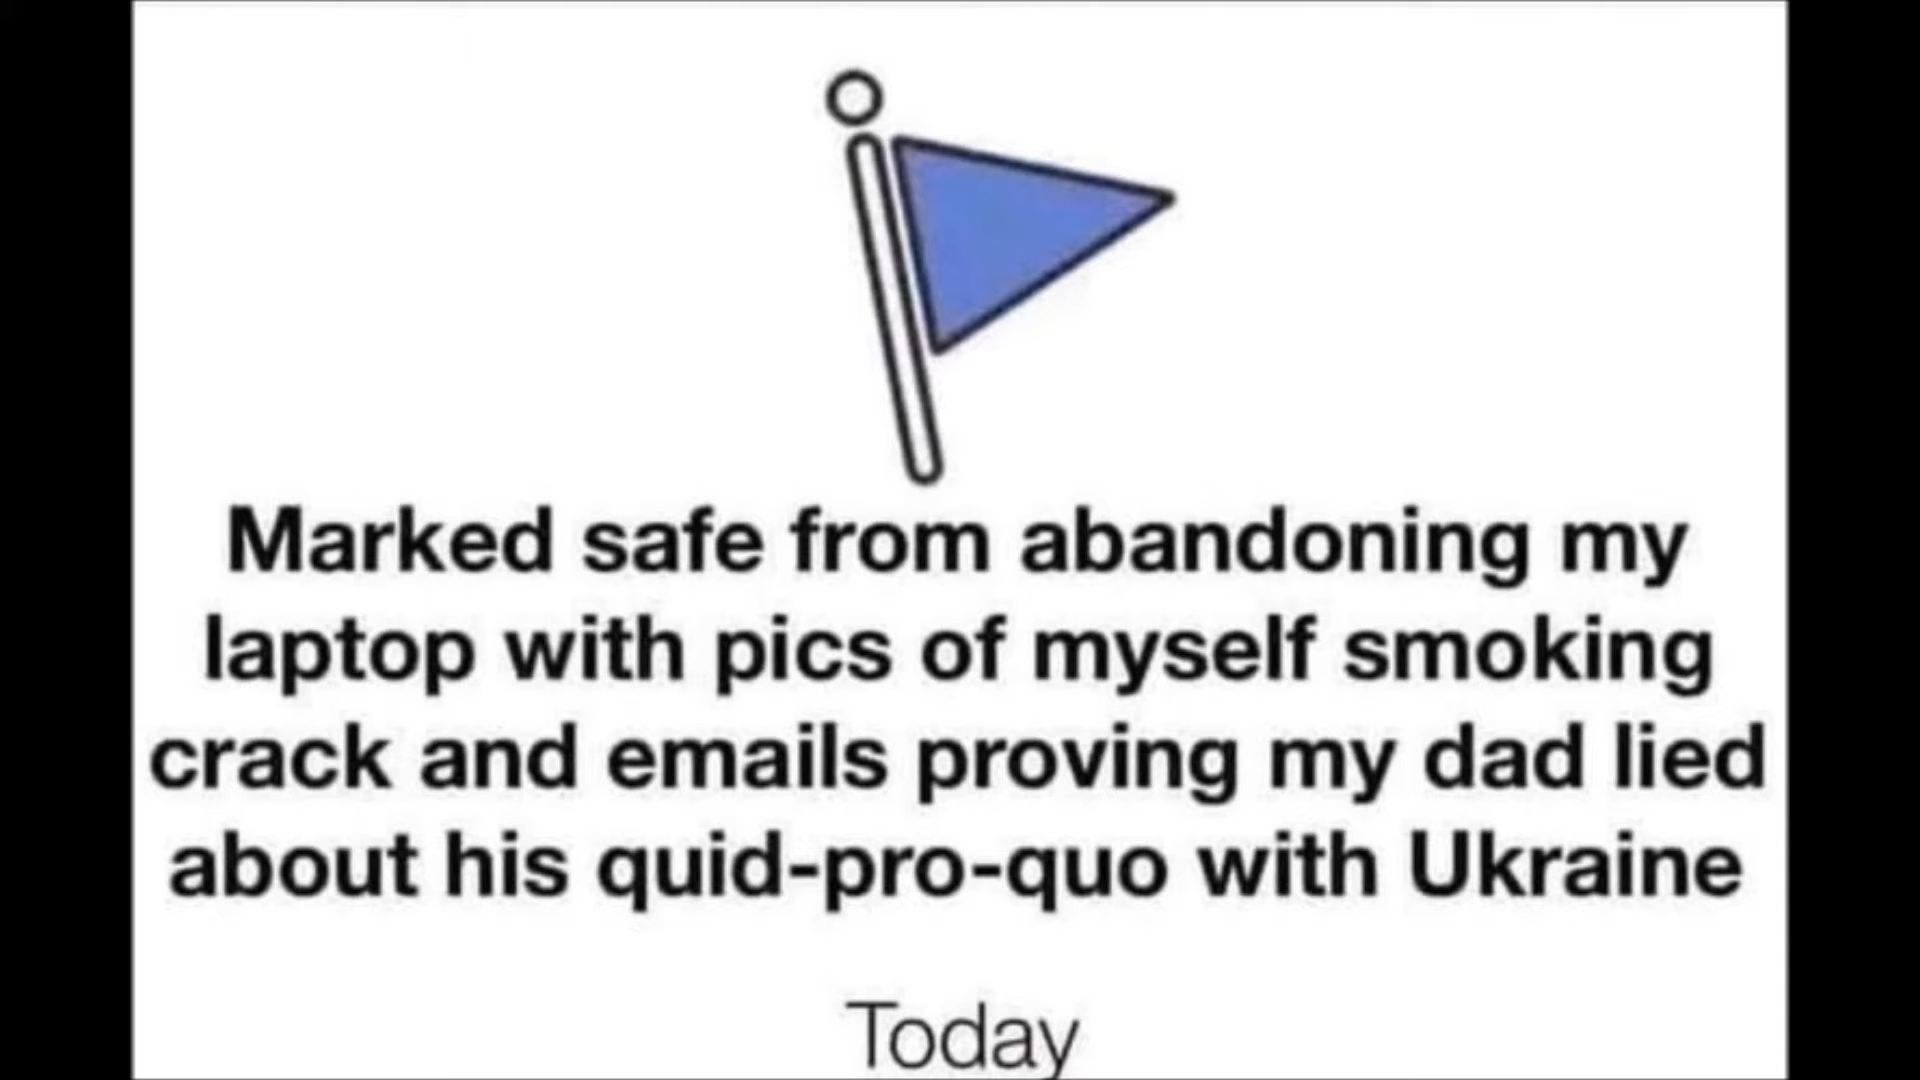 Marked safe from abandoning my
laptop with pics of myself smoking
crack and emails proving my dad lied
about his quid-pro-quo with Ukraine
Today